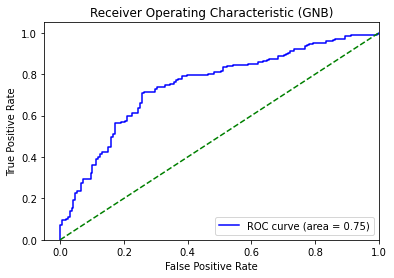 Receiver Operating Characteristic (GNB)
True Positive Rate
1.0
0.8
0.6
0.4
0.2
0.0
ROC curve (area = 0.75)
0.0 0.2 0.4 0.6 0.8 1.0
False Positive Rate